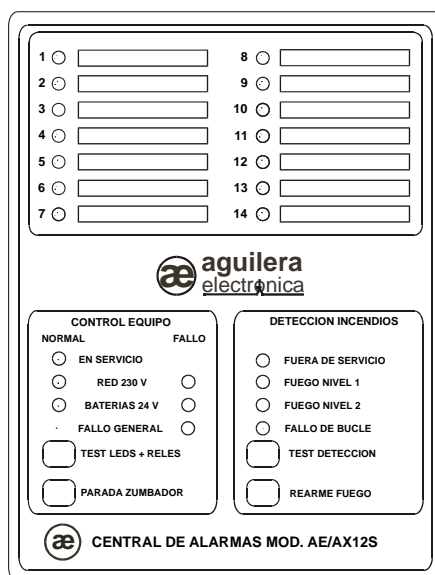 1 8
2 9
3 10
4 11
5 12
6 13
7 14
æ aguilera
electrónica
CONTROL EQUIPO
NORMAL FALLO
EN SERVICIO
RED 230 V
BATERIAS 24 V
FALLO GENERAL
TEST LEDS + RELES
PARADA ZUMBADOR
DETECCION INCENDIOS
FUERA DE SERVICIO
FUEGO NIVEL 1
FUEGO NIVEL 2
FALLO DE BUCLE
TEST DETECCION
REARME FUEGO
æ CENTRAL DE ALARMAS MOD. AE/AX12S